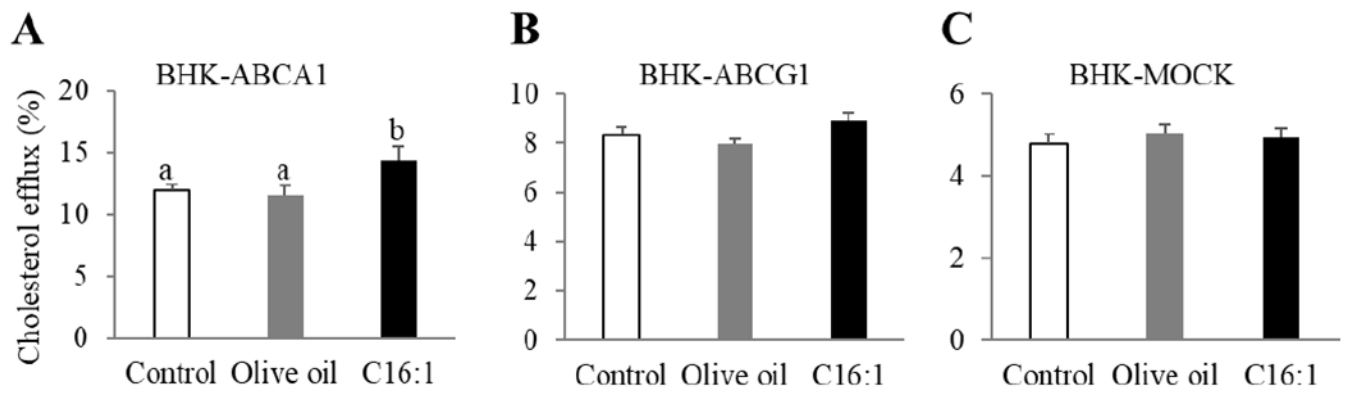 A
B
C
BHK-ABCA1
BHK-ABCG1
BHK-MOCK
Cholesterol efflux (%)
20
15
10
5
0
a
a
b
Control Olive oil C16:1
10
8
6
4
2
0
Control Olive oil C16:1
6
4
2
0
Control Olive oil C16:1